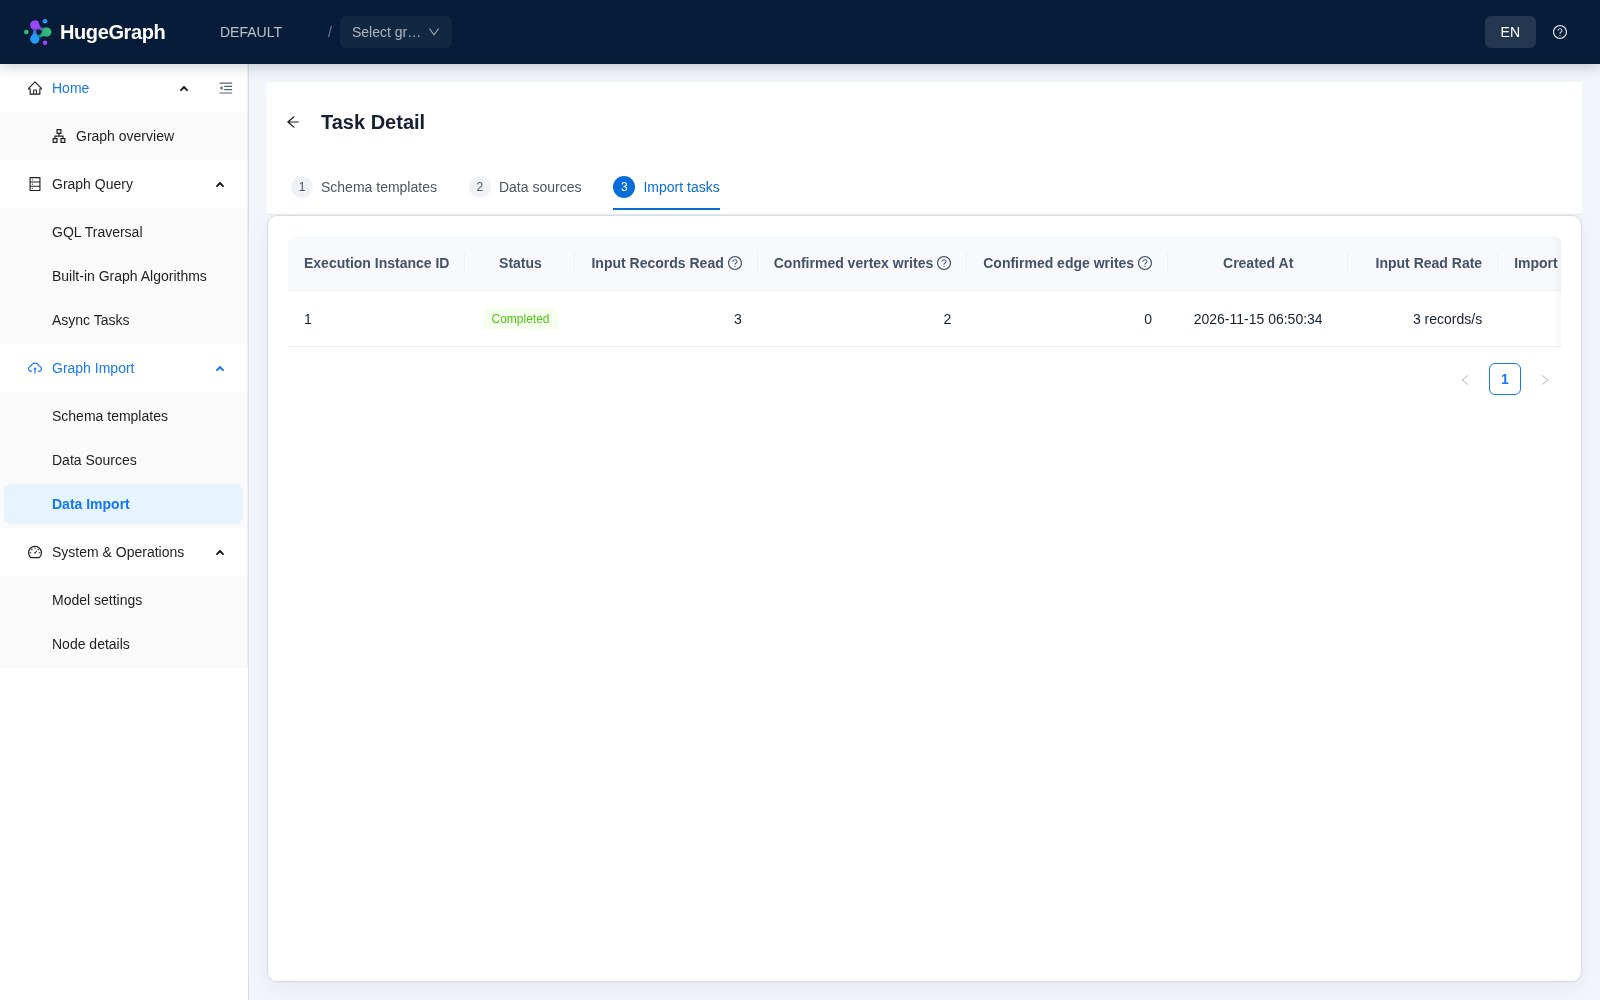 HugeGraph
DEFAULT / Select gr…
EN
Home
Graph overview
Graph Query
GQL Traversal
Built-in Graph Algorithms
Async Tasks
Graph Import
Schema templates
Data Sources
Data Import
System & Operations
Model settings
Node details
Task Detail
1 Schema templates 2 Data sources 3 Import tasks
Execution Instance ID Status Input Records Read Confirmed vertex writes Confirmed edge writes Created At Input Read Rate Import
1 Completed 3 2 0 2026-11-15 06:50:34 3 records/s
1